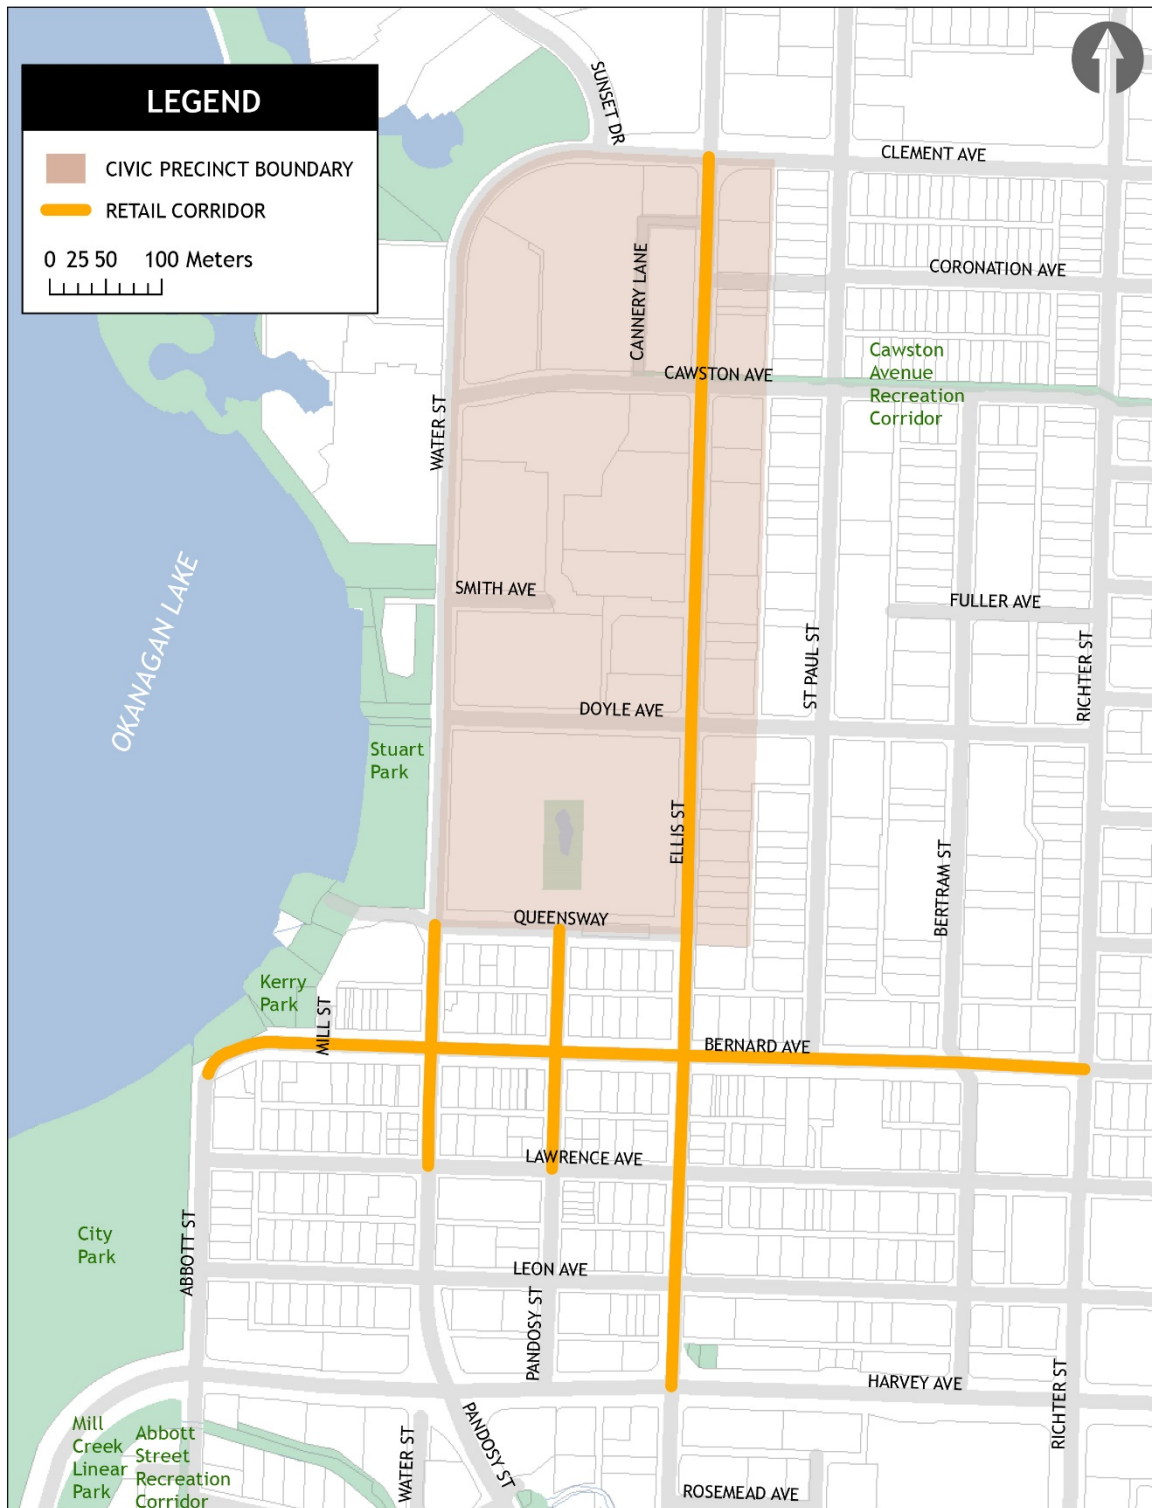 SUNSET DR
LEGEND
CIVIC PRECINCT BOUNDARY
RETAIL CORRIDOR
0 25 50 100 Meters
CLEMENT AVE
CORONATION AVE
CANNERY LANE
CAWSTON AVE
Cawston
Avenue
Recreation
Corridor
WATER ST
OKANAGAN LAKE
SMITH AVE
FULLER AVE
ST PAUL ST
RICHTER ST
DOYLE AVE
Stuart
Park
ELLIS ST
BERTRAM ST
QUEENSWAY
Kerry
Park
MILL ST
BERNARD AVE
LAWRENCE AVE
City
Park
ABBOTT ST
LEON AVE
PANDOSY ST
HARVEY AVE
RICHTER ST
Mill
Creek
Linear
Park
Abbott
Street
Recreation
Corridor
WATER ST
PANDOSY ST
ROSEMEAD AVE